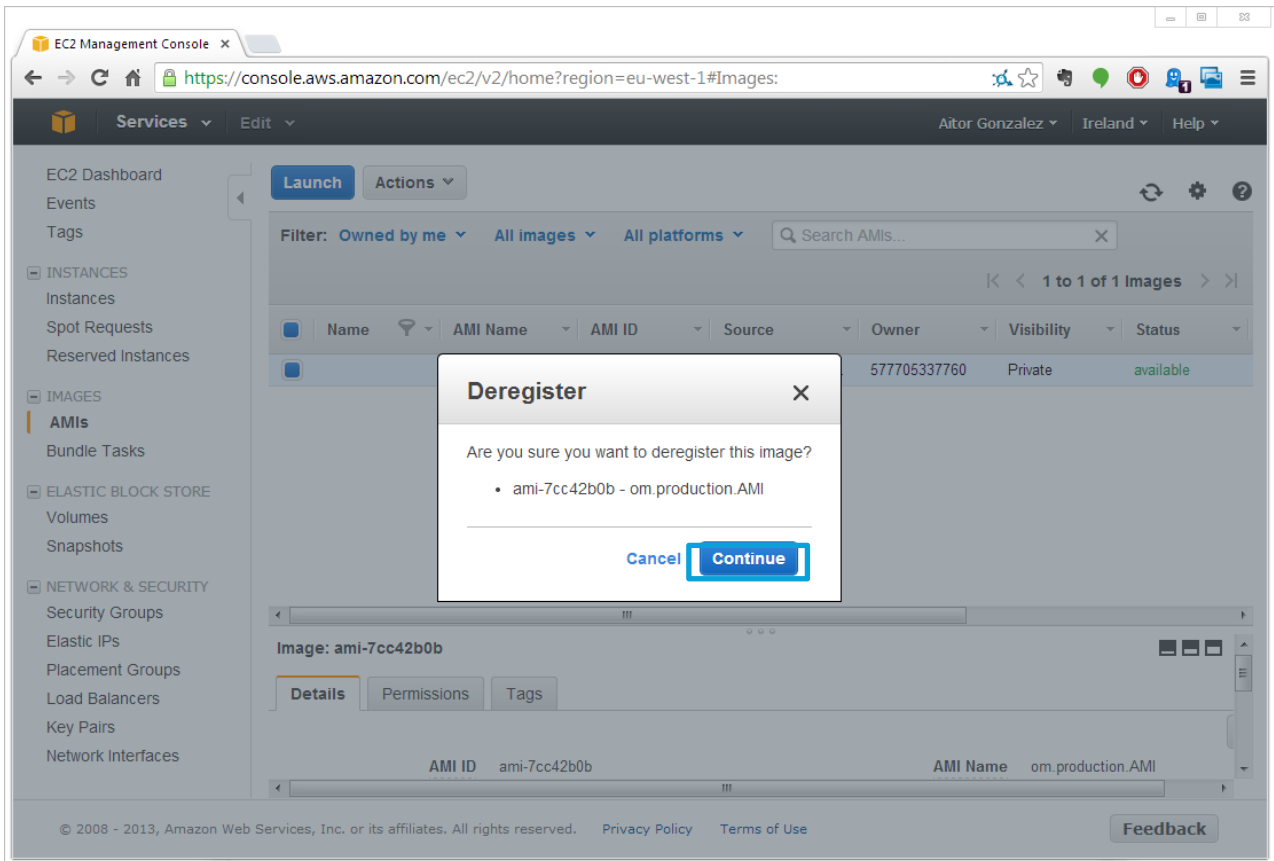 EC2 Management Console
https://console.aws.amazon.com/ec2/v2/home?region=eu-west-1#Images:
1
Services Edit Aitor Gonzalez Ireland Help
EC2 Dashboard
Events
Tags
INSTANCES
Instances
Spot Requests
Reserved Instances
IMAGES
AMIs
Bundle Tasks
ELASTIC BLOCK STORE
Volumes
Snapshots
NETWORK & SECURITY
Security Groups
Elastic IPs
Placement Groups
Load Balancers
Key Pairs
Network Interfaces
Launch Actions
Filter: Owned by me All images All platforms Search AMIs...
1 to 1 of 1 Images
Name AMI Name AMI ID Source Owner Visibility Status
577705337760 Private available
Deregister
Are you sure you want to deregister this image?
• ami-7cc42b0b - om.production.AMI
Cancel Continue
Image: ami-7cc42b0b
Details Permissions Tags
AMI ID ami-7cc42b0b AMI Name om.production.AMI
© 2008 - 2013, Amazon Web Services, Inc. or its affiliates. All rights reserved. Privacy Policy Terms of Use Feedback